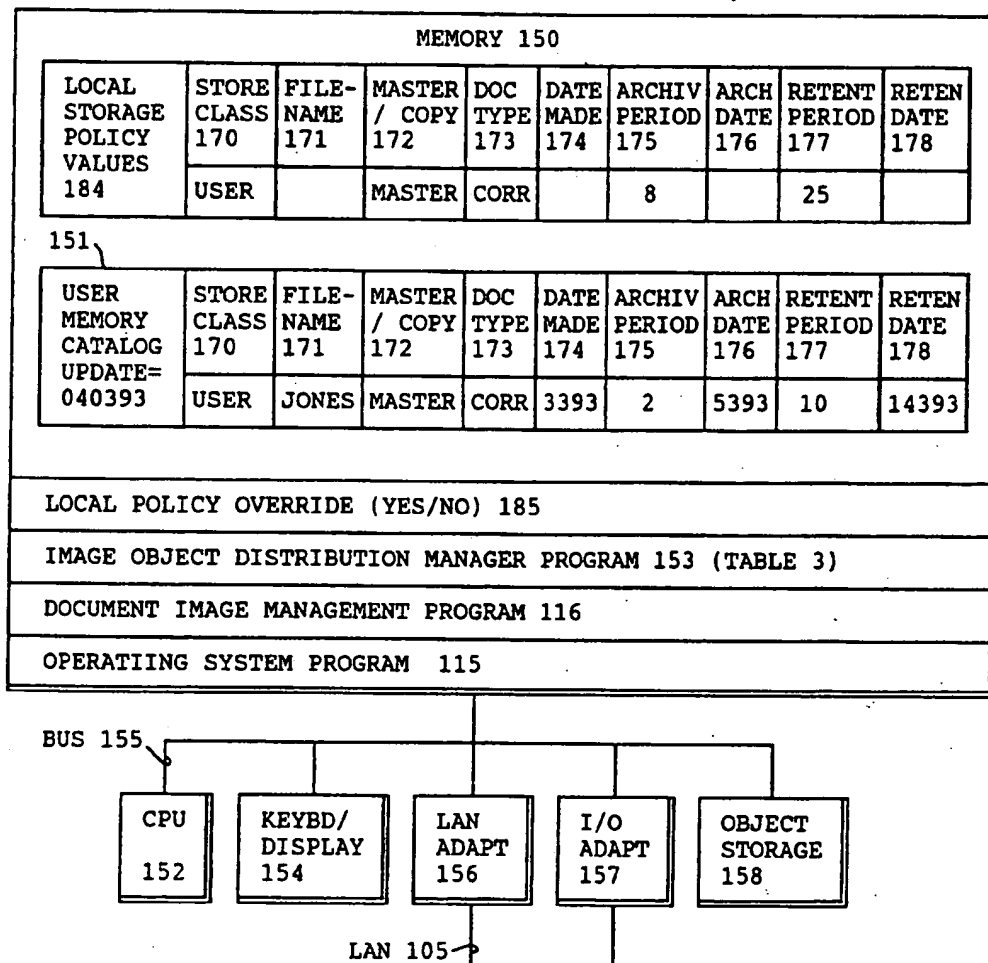 MEMORY 150
LOCAL STORAGE POLICY VALUES 184
STORE CLASS 170
FILE-NAME 171
MASTER / COPY 172
DOC TYPE 173
DATE MADE 174
ARCHIV PERIOD 175
ARCH DATE 176
RETENT PERIOD 177
RETEN DATE 178
USER MASTER CORR 8 25
151
USER MEMORY CATALOG UPDATE= 040393
STORE CLASS 170
FILE-NAME 171
MASTER / COPY 172
DOC TYPE 173
DATE MADE 174
ARCHIV PERIOD 175
ARCH DATE 176
RETENT PERIOD 177
RETEN DATE 178
USER JONES MASTER CORR 3393 2 5393 10 14393
LOCAL POLICY OVERRIDE (YES/NO) 185
IMAGE OBJECT DISTRIBUTION MANAGER PROGRAM 153 (TABLE 3)
DOCUMENT IMAGE MANAGEMENT PROGRAM 116
OPERATIING SYSTEM PROGRAM 115
BUS 155
CPU 152
KEYBD/ DISPLAY 154
LAN ADAPT 156
I/O ADAPT 157
OBJECT STORAGE 158
LAN 105